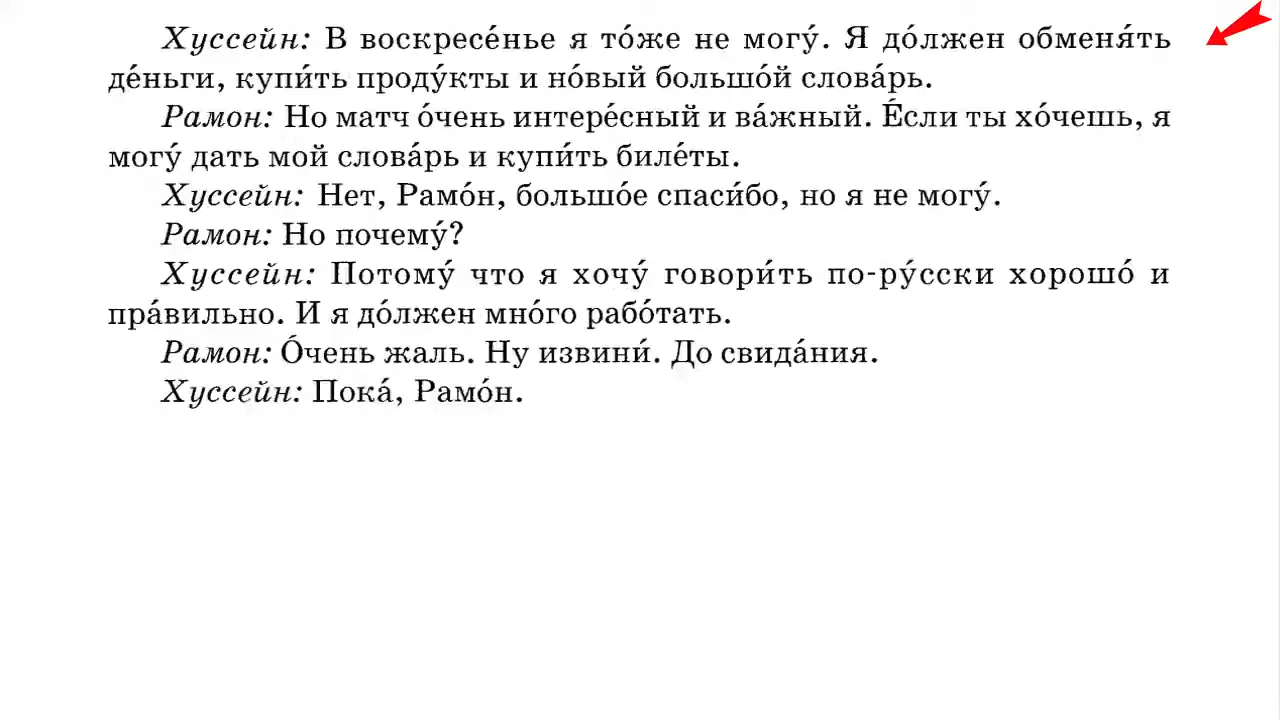 Хуссейн: В воскресе́нье я то́же не могу́. Я до́лжен обменя́ть
де́ньги, купи́ть проду́кты и но́вый большо́й слова́рь.
Рамон: Но матч о́чень интере́сный и ва́жный. Е́сли ты хо́чешь, я
могу́ дать мой слова́рь и купи́ть биле́ты.
Хуссейн: Нет, Рамо́н, большо́е спаси́бо, но я не могу́.
Рамон: Но почему́?
Хуссейн: Потому́ что я хочу́ говори́ть по-ру́сски хорошо́ и
пра́вильно. И я до́лжен мно́го рабо́тать.
Рамон: О́чень жаль. Ну извини́. До свида́ния.
Хуссейн: Пока́, Рамо́н.